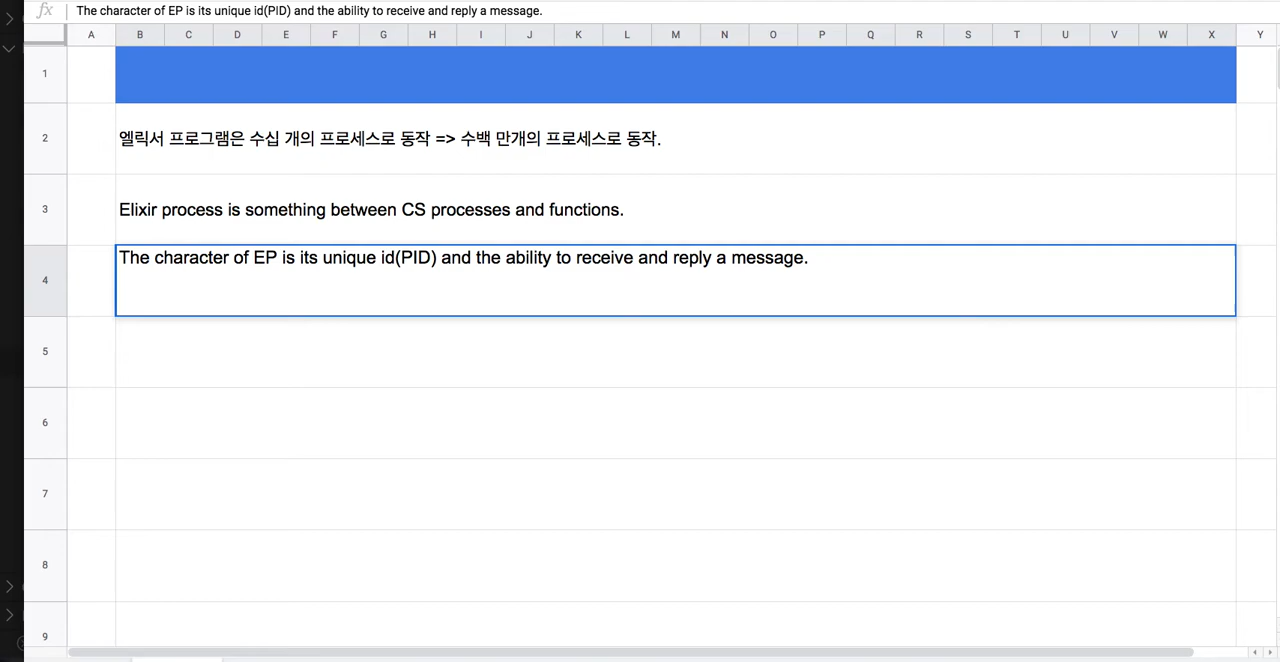 fx The character of EP is its unique id(PID) and the ability to receive and reply a message.
A B C D E F G H I J K L M N O P Q R S T U V W X Y
1
2 엘릭서 프로그램은 수십 개의 프로세스로 동작 => 수백 만개의 프로세스로 동작.
3 Elixir process is something between CS processes and functions.
4 The character of EP is its unique id(PID) and the ability to receive and reply a message.
5
6
7
8
9